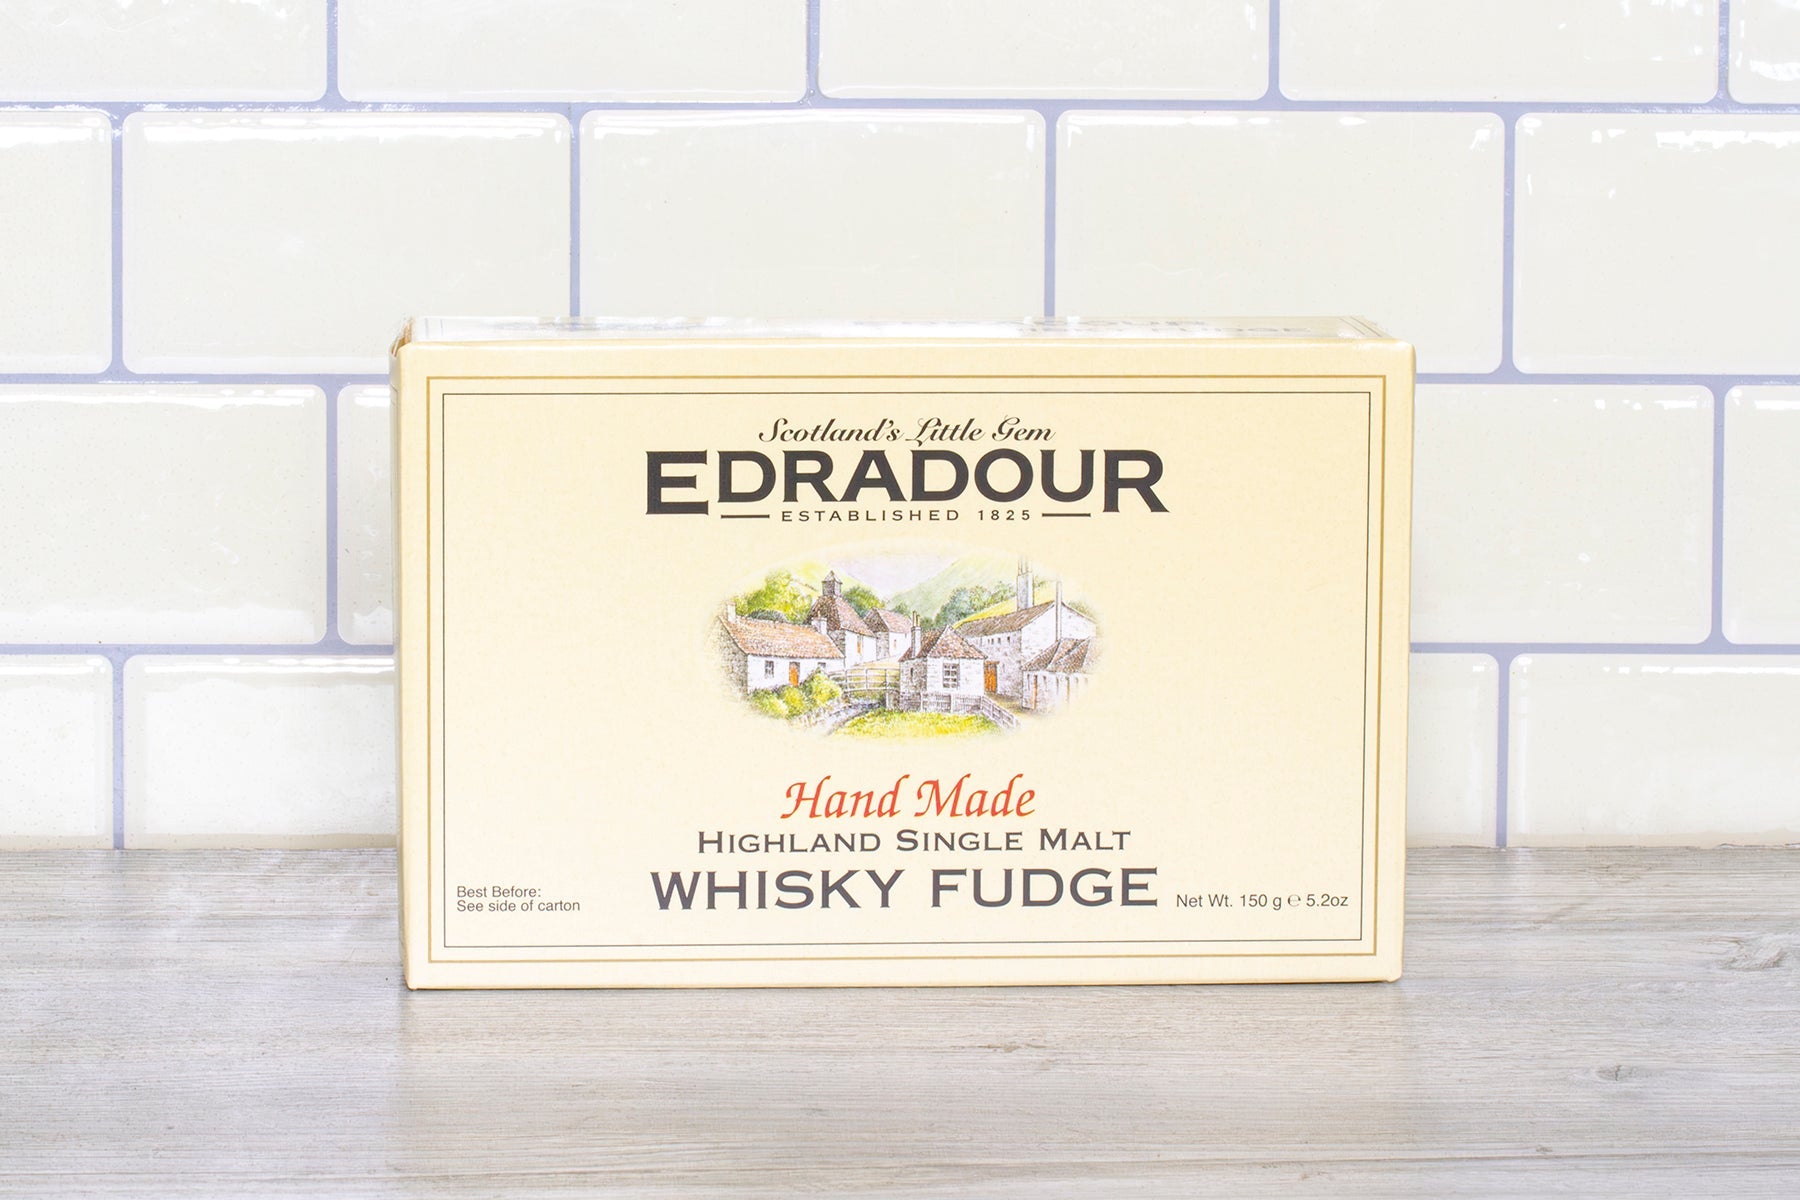 Scotland's Little Gem
EDRADOUR
ESTABLISHED 1825
Hand Made
HIGHLAND SINGLE MALT
WHISKY FUDGE
Best Before:
See side of carton
Net Wt. 150 g ℮ 5.2oz